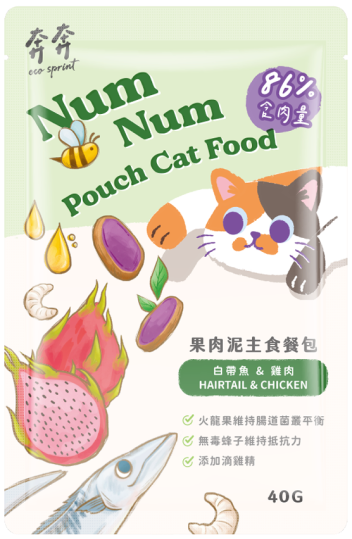 奔奔
eco sprint
Num
Num
Pouch Cat Food
86%
含肉量
果肉泥主食餐包
白帶魚 & 雞肉
HAIRTAIL & CHICKEN
火龍果維持腸道菌叢平衡
無毒蜂子維持抵抗力
添加滴雞精
40G